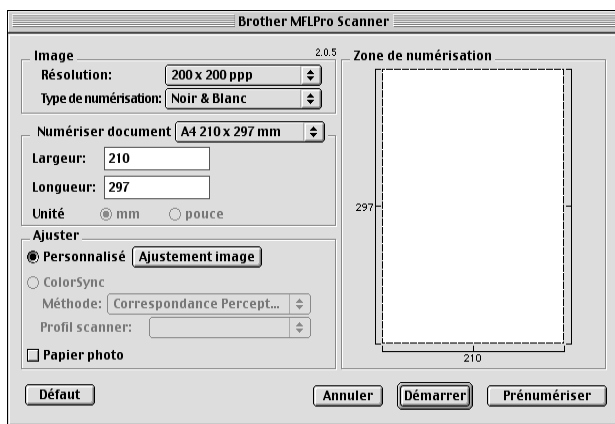 Brother MFLPro Scanner
Image
2.0.5
Résolution: 200 x 200 ppp
Type de numérisation: Noir & Blanc
Numériser document A4 210 x 297 mm
Largeur: 210
Longueur: 297
Unité mm pouce
Ajuster
Personnalisé Ajustement image
ColorSync
Méthode: Correspondance Percept...
Profil scanner:
Papier photo
Zone de numérisation
297
210
Défaut
Annuler
Démarrer
Prénumériser